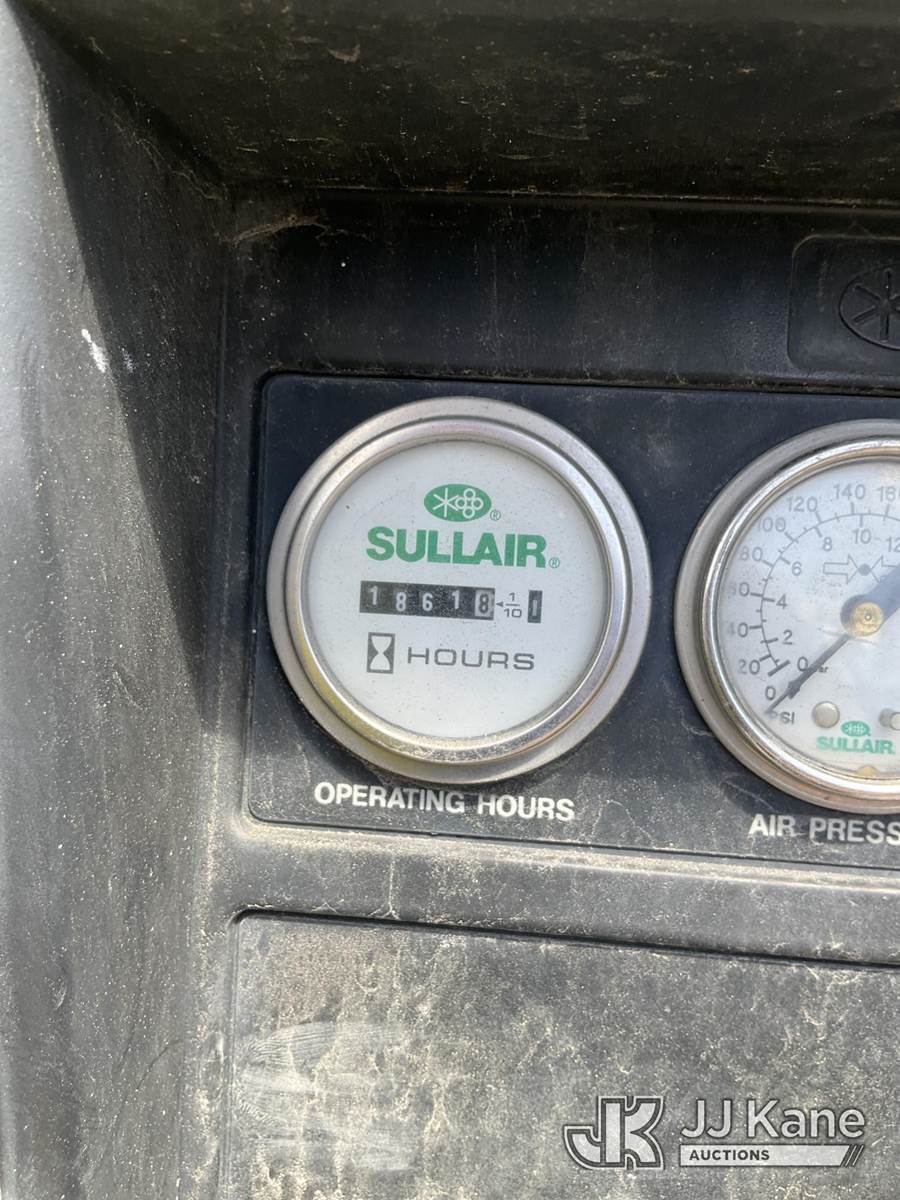 SULLAIR®
18618 1/10
HOURS
OPERATING HOURS
0 20 40 60 80 100 120 140
0 2 4 6 8 10 12
SULLAIR
AIR PRESS
JJ Kane
AUCTIONS